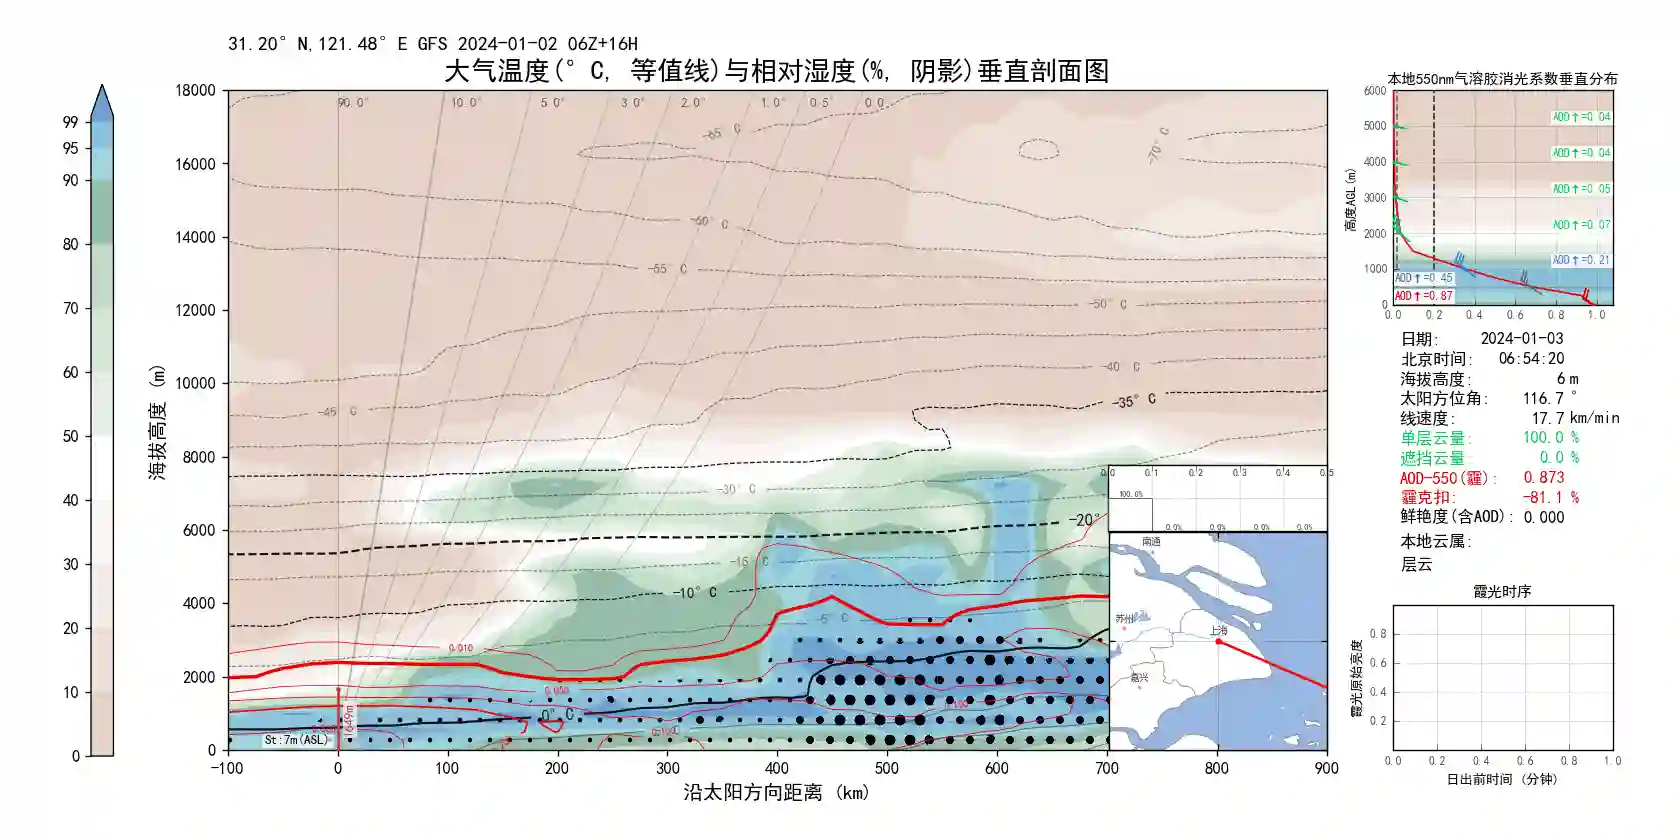 31.20° N,121.48° E GFS 2024-01-02 06Z+16H
大气温度(° C, 等值线)与相对湿度(%, 阴影)垂直剖面图
99
95
90
80
70
60
50
40
30
20
10
0
海拔高度 (m)
18000
16000
14000
12000
10000
8000
6000
4000
2000
0
90.0° 10.0° 5.0° 3.0° 2.0° 1.0° 0.5° 0.0
-65° C
-70° C
-60° C
-55° C
-50° C
-45° C
-40° C
-35° C
-30° C
-20°
-15° C
-10° C
-5° C
0° C
0.010
0.050
0.100
0.100
1649m
St:7m(ASL)
-100 0 100 200 300 400 500 600 700 800 900
沿太阳方向距离 (km)
0.0 0.1 0.2 0.3 0.4 0.5
100.0%
0.0% 0.0% 0.0% 0.0%
南通
苏州
上海
嘉兴
本地550nm气溶胶消光系数垂直分布
高度AGL(m)
6000
5000
4000
3000
2000
1000
0
AOD↑=0.04
AOD↑=0.04
AOD↑=0.05
AOD↑=0.07
AOD↑=0.21
AOD↑=0.45
AOD↑=0.87
0.0 0.2 0.4 0.6 0.8 1.0
日期: 2024-01-03
北京时间: 06:54:20
海拔高度: 6 m
太阳方位角: 116.7 °
线速度: 17.7 km/min
单层云量: 100.0 %
遮挡云量: 0.0 %
AOD-550(霾): 0.873
霾克扣: -81.1 %
鲜艳度(含AOD): 0.000
本地云属:
层云
霞光时序
霞光原始亮度
0.8
0.6
0.4
0.2
0.0 0.2 0.4 0.6 0.8 1.0
日出前时间 (分钟)